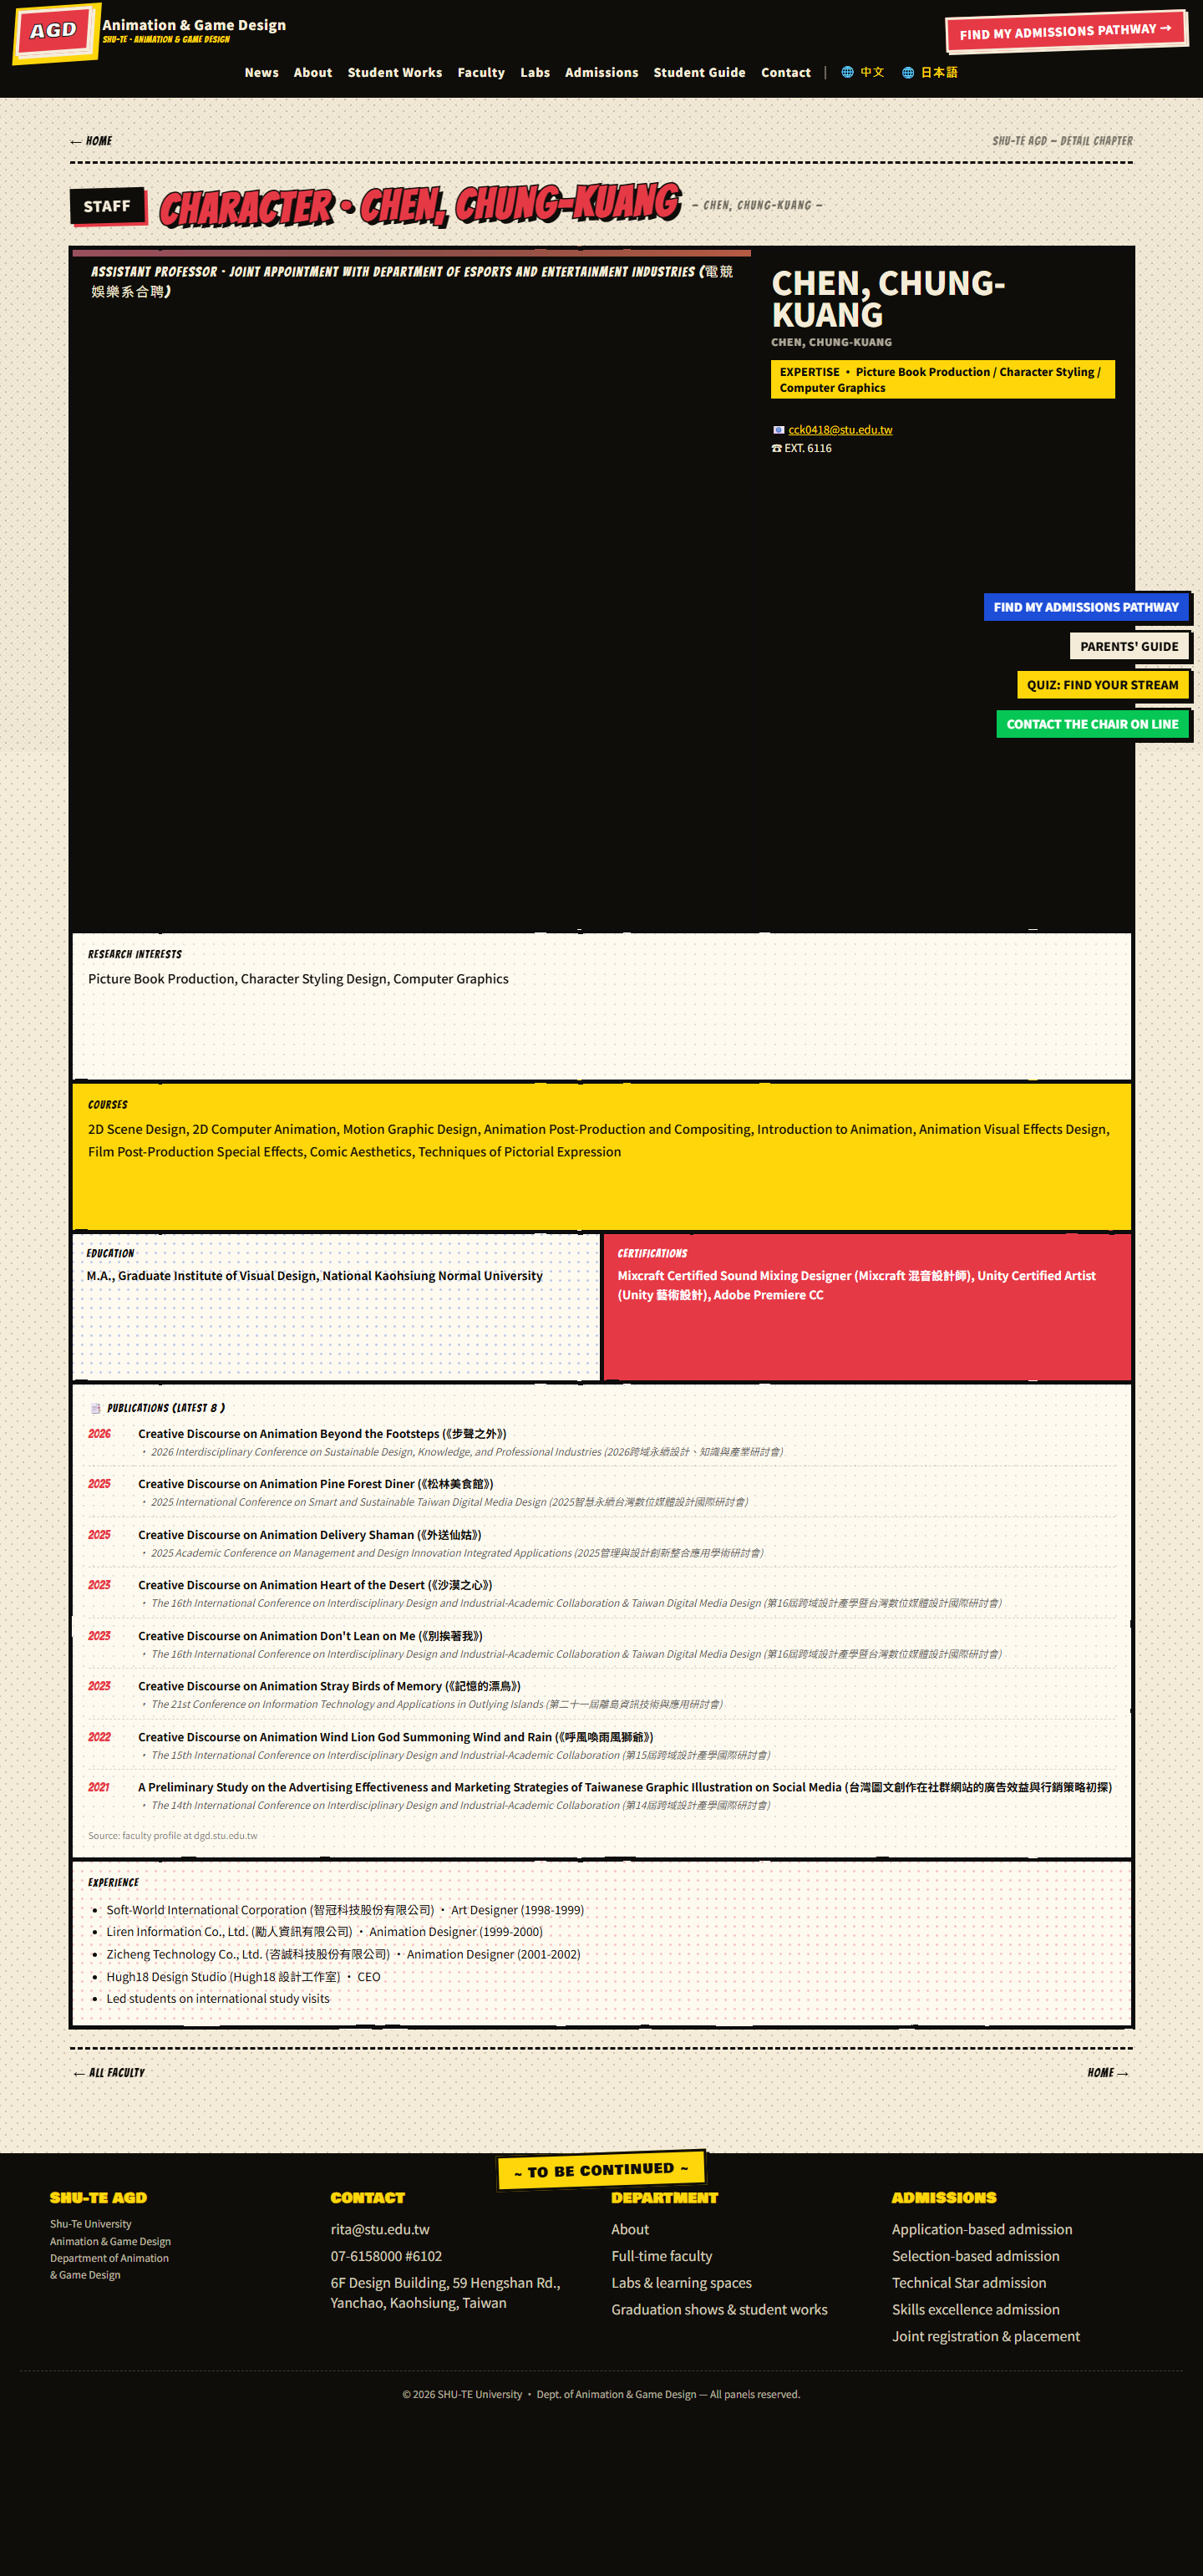 AGD
Animation & Game Design
SHU-TE · ANIMATION & GAME DESIGN
FIND MY ADMISSIONS PATHWAY →
News About Student Works Faculty Labs Admissions Student Guide Contact | 🌐 中文 🌐 日本語
← HOME
SHU-TE AGD — DETAIL CHAPTER
STAFF
CHARACTER · CHEN, CHUNG-KUANG
— CHEN, CHUNG-KUANG —
ASSISTANT PROFESSOR · JOINT APPOINTMENT WITH DEPARTMENT OF ESPORTS AND ENTERTAINMENT INDUSTRIES (電競
娛樂系合聘)
CHEN, CHUNG-
KUANG
CHEN, CHUNG-KUANG
EXPERTISE ・ Picture Book Production / Character Styling /
Computer Graphics
📧 cck0418@stu.edu.tw
☎ EXT. 6116
FIND MY ADMISSIONS PATHWAY
PARENTS' GUIDE
QUIZ: FIND YOUR STREAM
CONTACT THE CHAIR ON LINE
RESEARCH INTERESTS
Picture Book Production, Character Styling Design, Computer Graphics
COURSES
2D Scene Design, 2D Computer Animation, Motion Graphic Design, Animation Post-Production and Compositing, Introduction to Animation, Animation Visual Effects Design,
Film Post-Production Special Effects, Comic Aesthetics, Techniques of Pictorial Expression
EDUCATION
M.A., Graduate Institute of Visual Design, National Kaohsiung Normal University
CERTIFICATIONS
Mixcraft Certified Sound Mixing Designer (Mixcraft 混音設計師), Unity Certified Artist
(Unity 藝術設計), Adobe Premiere CC
PUBLICATIONS (LATEST 8 )
2026 Creative Discourse on Animation Beyond the Footsteps (《步聲之外》)
・ 2026 Interdisciplinary Conference on Sustainable Design, Knowledge, and Professional Industries (2026跨域永續設計、知識與產業研討會)
2025 Creative Discourse on Animation Pine Forest Diner (《松林美食館》)
・ 2025 International Conference on Smart and Sustainable Taiwan Digital Media Design (2025智慧永續台灣數位媒體設計國際研討會)
2025 Creative Discourse on Animation Delivery Shaman (《外送仙姑》)
・ 2025 Academic Conference on Management and Design Innovation Integrated Applications (2025管理與設計創新整合應用學術研討會)
2023 Creative Discourse on Animation Heart of the Desert (《沙漠之心》)
・ The 16th International Conference on Interdisciplinary Design and Industrial-Academic Collaboration & Taiwan Digital Media Design (第16屆跨域設計產學暨台灣數位媒體設計國際研討會)
2023 Creative Discourse on Animation Don't Lean on Me (《別挨著我》)
・ The 16th International Conference on Interdisciplinary Design and Industrial-Academic Collaboration & Taiwan Digital Media Design (第16屆跨域設計產學暨台灣數位媒體設計國際研討會)
2023 Creative Discourse on Animation Stray Birds of Memory (《記憶的漂鳥》)
・ The 21st Conference on Information Technology and Applications in Outlying Islands (第二十一屆離島資訊技術與應用研討會)
2022 Creative Discourse on Animation Wind Lion God Summoning Wind and Rain (《呼風喚雨風獅爺》)
・ The 15th International Conference on Interdisciplinary Design and Industrial-Academic Collaboration (第15屆跨域設計產學國際研討會)
2021 A Preliminary Study on the Advertising Effectiveness and Marketing Strategies of Taiwanese Graphic Illustration on Social Media (台灣圖文創作在社群網站的廣告效益與行銷策略初探)
・ The 14th International Conference on Interdisciplinary Design and Industrial-Academic Collaboration (第14屆跨域設計產學國際研討會)
Source: faculty profile at dgd.stu.edu.tw
EXPERIENCE
• Soft-World International Corporation (智冠科技股份有限公司) ・ Art Designer (1998-1999)
• Liren Information Co., Ltd. (勵人資訊有限公司) ・ Animation Designer (1999-2000)
• Zicheng Technology Co., Ltd. (咨誠科技股份有限公司) ・ Animation Designer (2001-2002)
• Hugh18 Design Studio (Hugh18 設計工作室) ・ CEO
• Led students on international study visits
← ALL FACULTY
HOME →
~ TO BE CONTINUED ~
SHU-TE AGD
Shu-Te University
Animation & Game Design
Department of Animation
& Game Design
CONTACT
rita@stu.edu.tw
07-6158000 #6102
6F Design Building, 59 Hengshan Rd.,
Yanchao, Kaohsiung, Taiwan
DEPARTMENT
About
Full-time faculty
Labs & learning spaces
Graduation shows & student works
ADMISSIONS
Application-based admission
Selection-based admission
Technical Star admission
Skills excellence admission
Joint registration & placement
© 2026 SHU-TE University ・ Dept. of Animation & Game Design — All panels reserved.